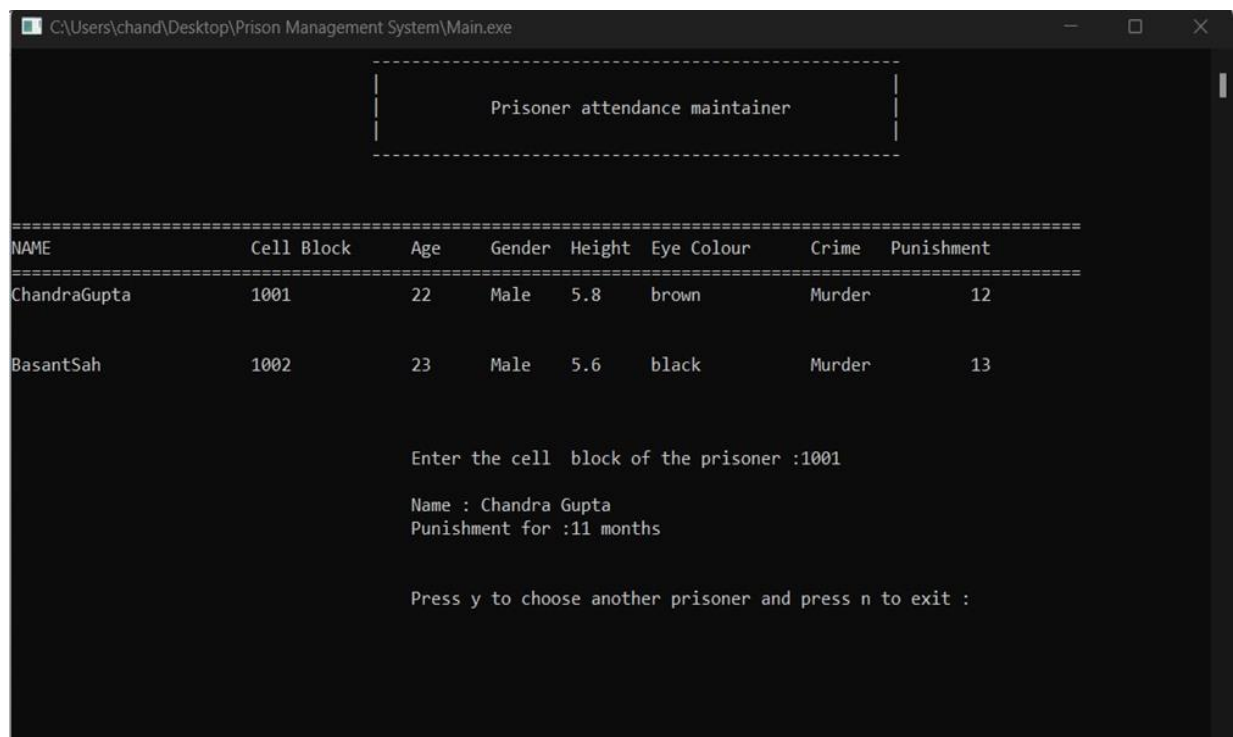 C:\Users\chand\Desktop\Prison Management System\Main.exe
-----------------------------------------------------
|                                                   |
|           Prisoner attendance maintainer          |
|                                                   |
-----------------------------------------------------
===========================================================================================================
NAME                    Cell Block      Age     Gender  Height  Eye Colour      Crime   Punishment
===========================================================================================================
ChandraGupta            1001            22      Male    5.8     brown           Murder          12
BasantSah               1002            23      Male    5.6     black           Murder          13
Enter the cell  block of the prisoner :1001
Name : Chandra Gupta
Punishment for :11 months
Press y to choose another prisoner and press n to exit :